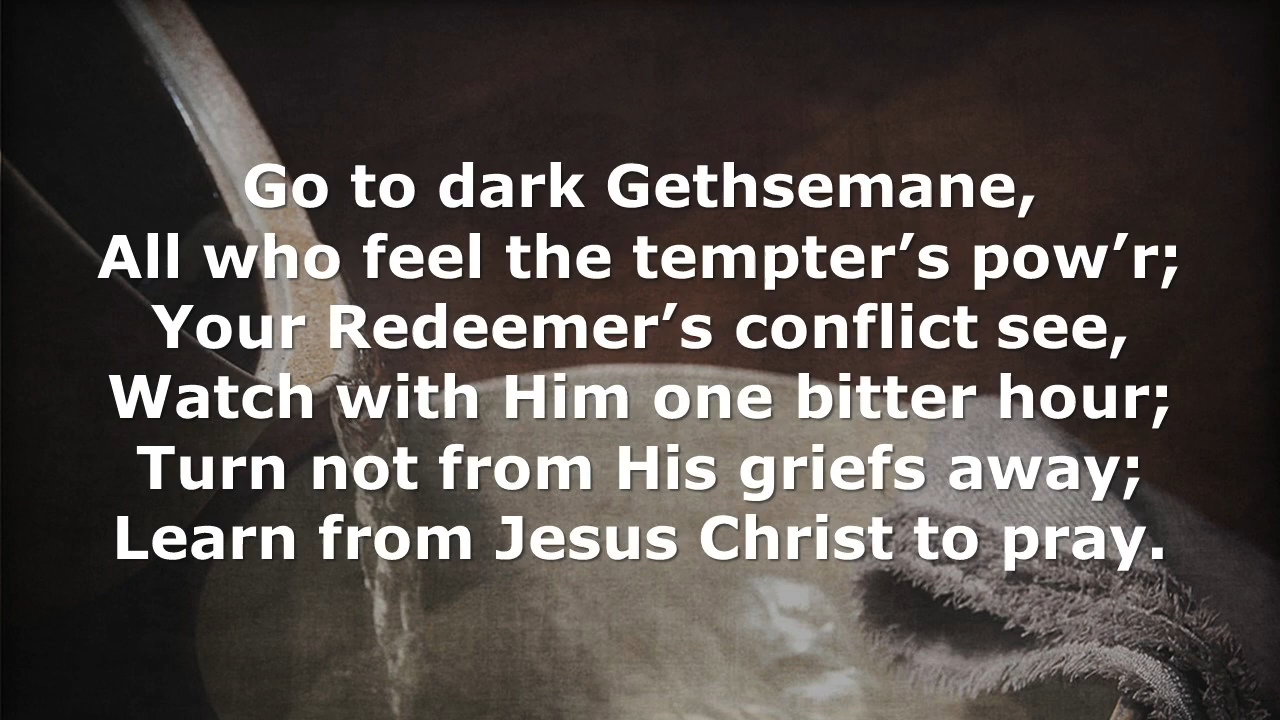 Go to dark Gethsemane,
All who feel the tempter’s pow’r;
Your Redeemer’s conflict see,
Watch with Him one bitter hour;
Turn not from His griefs away;
Learn from Jesus Christ to pray.